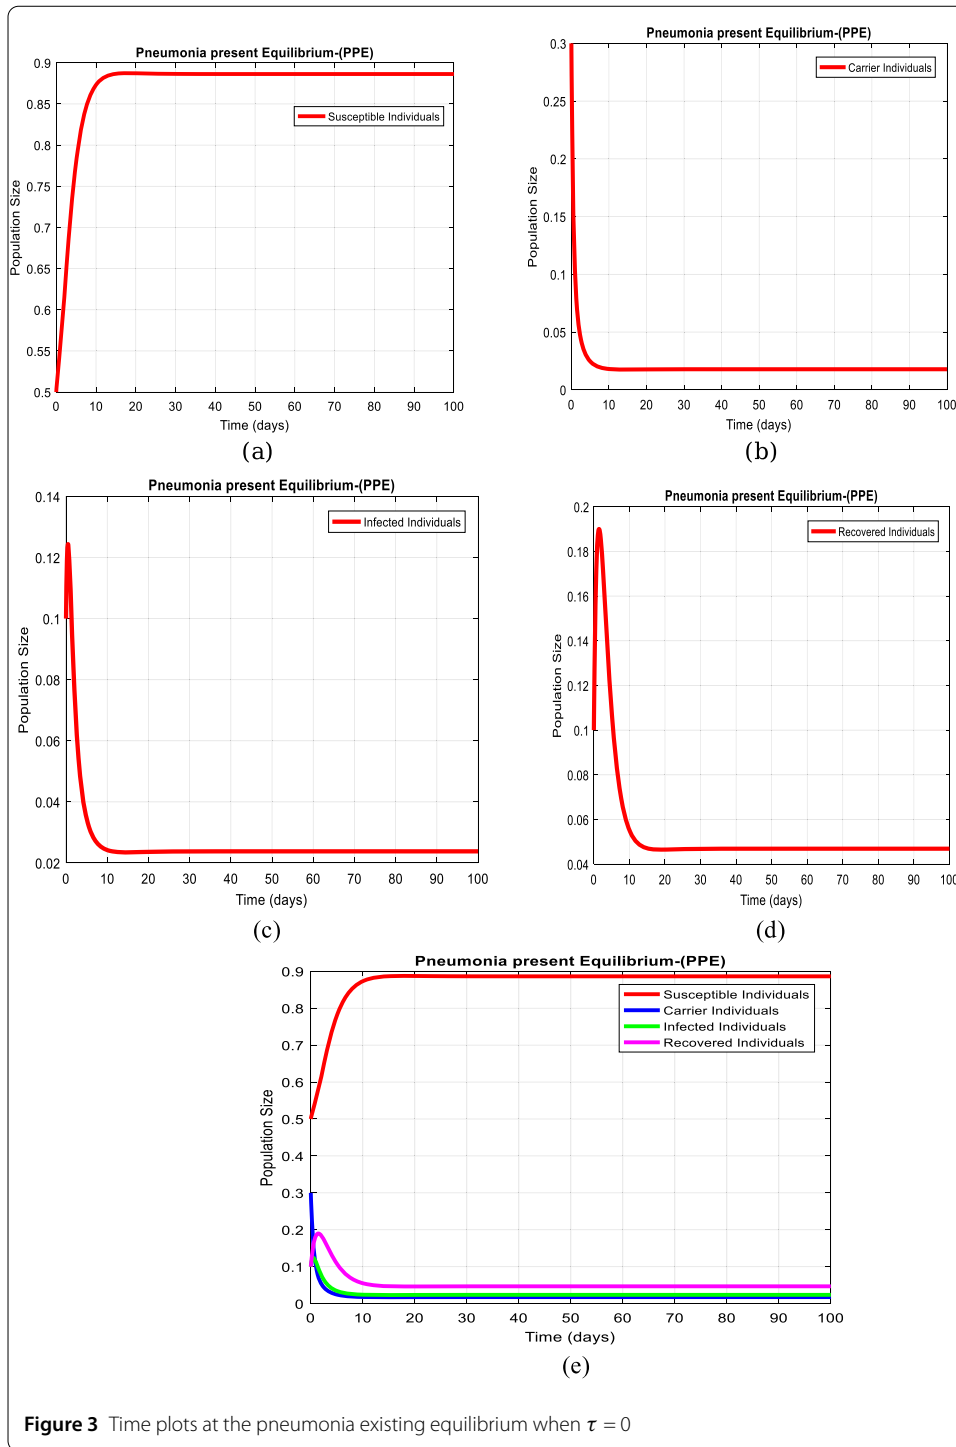 Pneumonia present Equilibrium-(PPE)
0.9
0.85
0.8
0.75
0.7
0.65
0.6
0.55
0.5
Population Size
Susceptible Individuals
0 10 20 30 40 50 60 70 80 90 100
Time (days)
(a)
Pneumonia present Equilibrium-(PPE)
0.3
0.25
0.2
0.15
0.1
0.05
0
Population Size
Carrier Individuals
0 10 20 30 40 50 60 70 80 90 100
Time (days)
(b)
Pneumonia present Equilibrium-(PPE)
0.14
0.12
0.1
0.08
0.06
0.04
0.02
Population Size
Infected Individuals
0 10 20 30 40 50 60 70 80 90 100
Time (days)
(c)
Pneumonia present Equilibrium-(PPE)
0.2
0.18
0.16
0.14
0.12
0.1
0.08
0.06
0.04
Population Size
Recovered Individuals
0 10 20 30 40 50 60 70 80 90 100
Time (days)
(d)
Pneumonia present Equilibrium-(PPE)
0.9
0.8
0.7
0.6
0.5
0.4
0.3
0.2
0.1
0
Population Size
Susceptible Individuals
Carrier Individuals
Infected Individuals
Recovered Individuals
0 10 20 30 40 50 60 70 80 90 100
Time (days)
(e)
Figure 3 Time plots at the pneumonia existing equilibrium when τ = 0